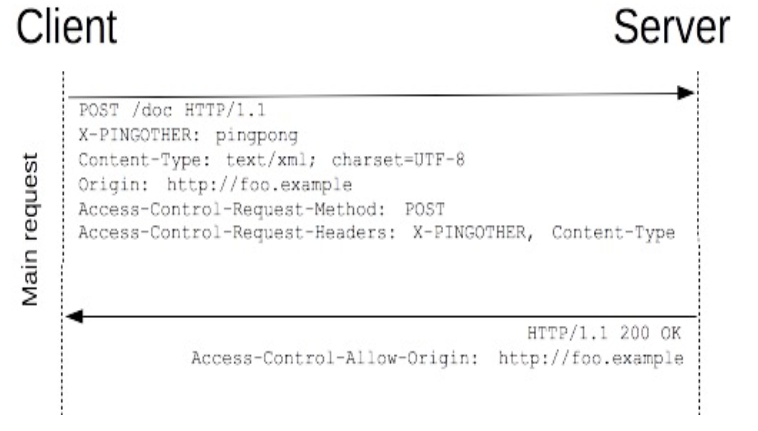 Client
Server
Main request
POST /doc HTTP/1.1
X-PINGOTHER: pingpong
Content-Type: text/xml; charset=UTF-8
Origin: http://foo.example
Access-Control-Request-Method: POST
Access-Control-Request-Headers: X-PINGOTHER, Content-Type
HTTP/1.1 200 OK
Access-Control-Allow-Origin: http://foo.example